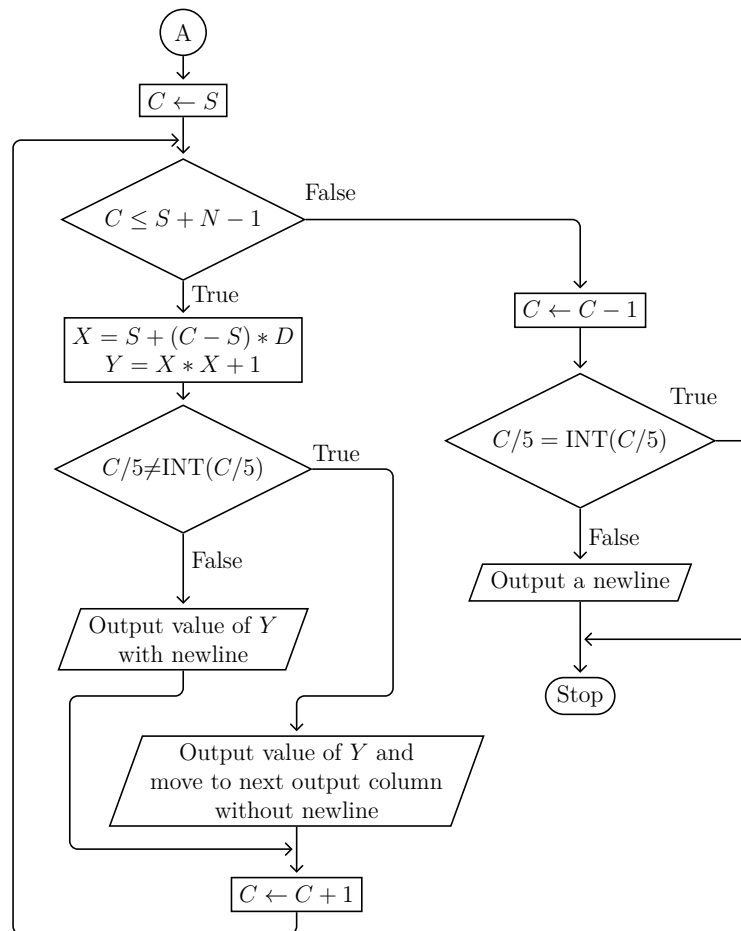 A
C ← S
False
C ≤ S + N − 1
True
C ← C − 1
X = S + (C − S) ∗ D
Y = X ∗ X + 1
True
C/5 = INT(C/5)
True
C/5≠INT(C/5)
False
False
Output a newline
Output value of Y
with newline
Stop
Output value of Y and
move to next output column
without newline
C ← C + 1